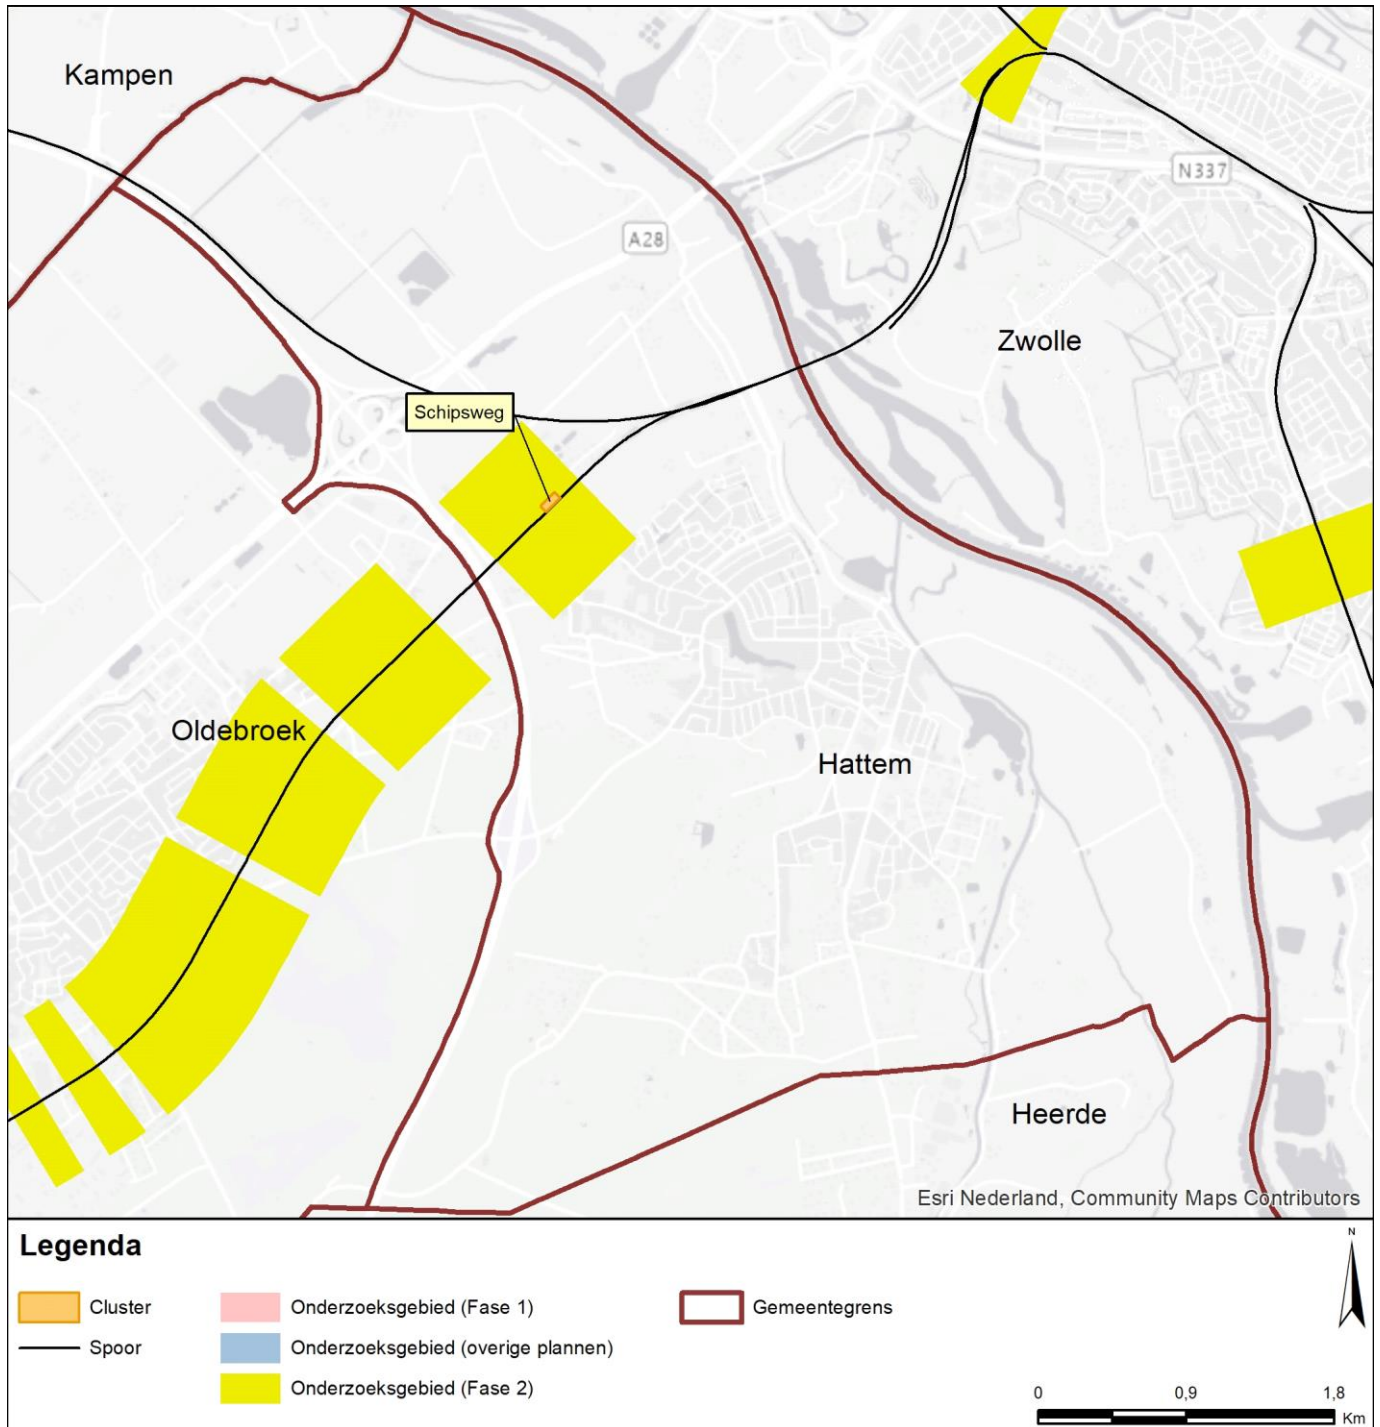 Kampen
N337
A28
Zwolle
Schipsweg
Oldebroek
Hattem
Heerde
Esri Nederland, Community Maps Contributors
Legenda
N
Cluster
Onderzoeksgebied (Fase 1)
Gemeentegrens
Spoor
Onderzoeksgebied (overige plannen)
Onderzoeksgebied (Fase 2)
0 0,9 1,8
Km